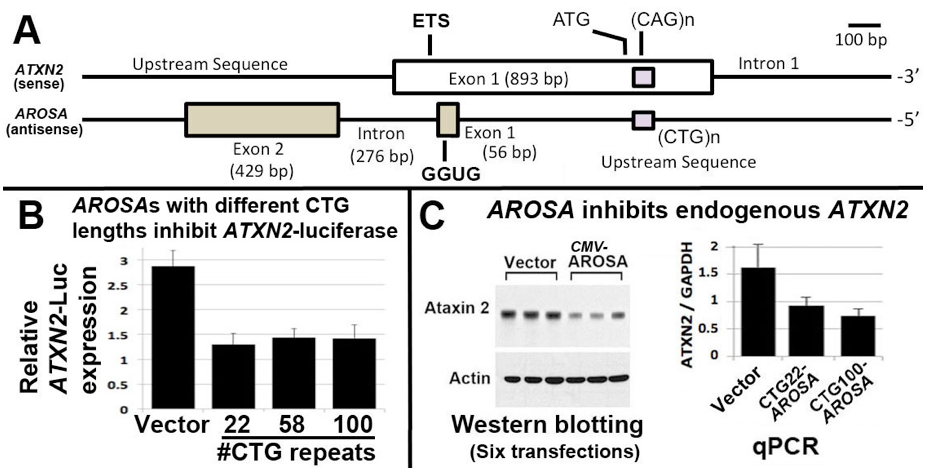 A
ETS
ATG
(CAG)n
100 bp
ATXN2
(sense)
Upstream Sequence
Exon 1 (893 bp)
Intron 1
-3’
AROSA
(antisense)
-5’
Exon 2
(429 bp)
Intron
(276 bp)
Exon 1
(56 bp)
GGUG
(CTG)n
Upstream Sequence
B
AROSAs with different CTG
lengths inhibit ATXN2-luciferase
Relative
ATXN2-Luc
expression
3
2.5
2
1.5
1
0.5
0
Vector
22 58 100
#CTG repeats
C
AROSA inhibits endogenous ATXN2
Vector
CMV-
AROSA
Ataxin 2
Actin
Western blotting
(Six transfections)
ATXN2 / GAPDH
2
1.5
1
0.5
0
Vector
CTG22-
AROSA
CTG100-
AROSA
qPCR